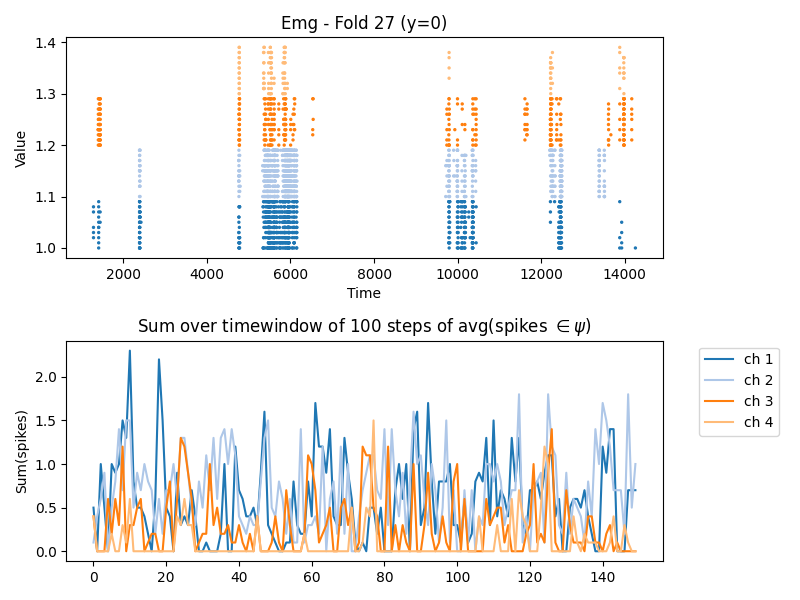 Emg - Fold 27 (y=0)
Value
1.4
1.3
1.2
1.1
1.0
2000 4000 6000 8000 10000 12000 14000
Time
Sum over timewindow of 100 steps of avg(spikes ∈ ψ)
Sum(spikes)
2.0
1.5
1.0
0.5
0.0
0 20 40 60 80 100 120 140
ch 1
ch 2
ch 3
ch 4